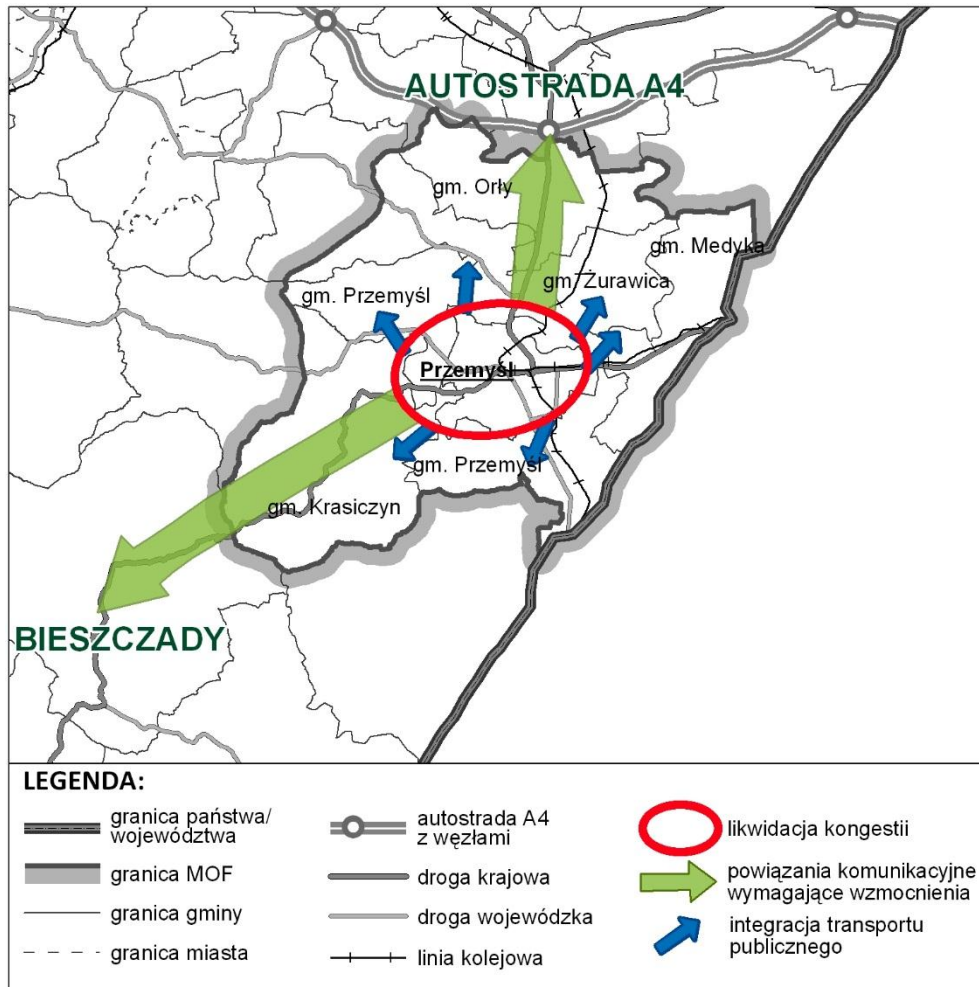 AUTOSTRADA A4
gm. Orły
gm. Medyka
gm. Żurawica
gm. Przemyśl
Przemyśl
gm. Przemyśl
gm. Krasiczyn
BIESZCZADY
LEGENDA:
granica państwa/
województwa
granica MOF
granica gminy
granica miasta
autostrada A4
z węzłami
droga krajowa
droga wojewódzka
linia kolejowa
likwidacja kongestii
powiązania komunikacyjne
wymagające wzmocnienia
integracja transportu
publicznego